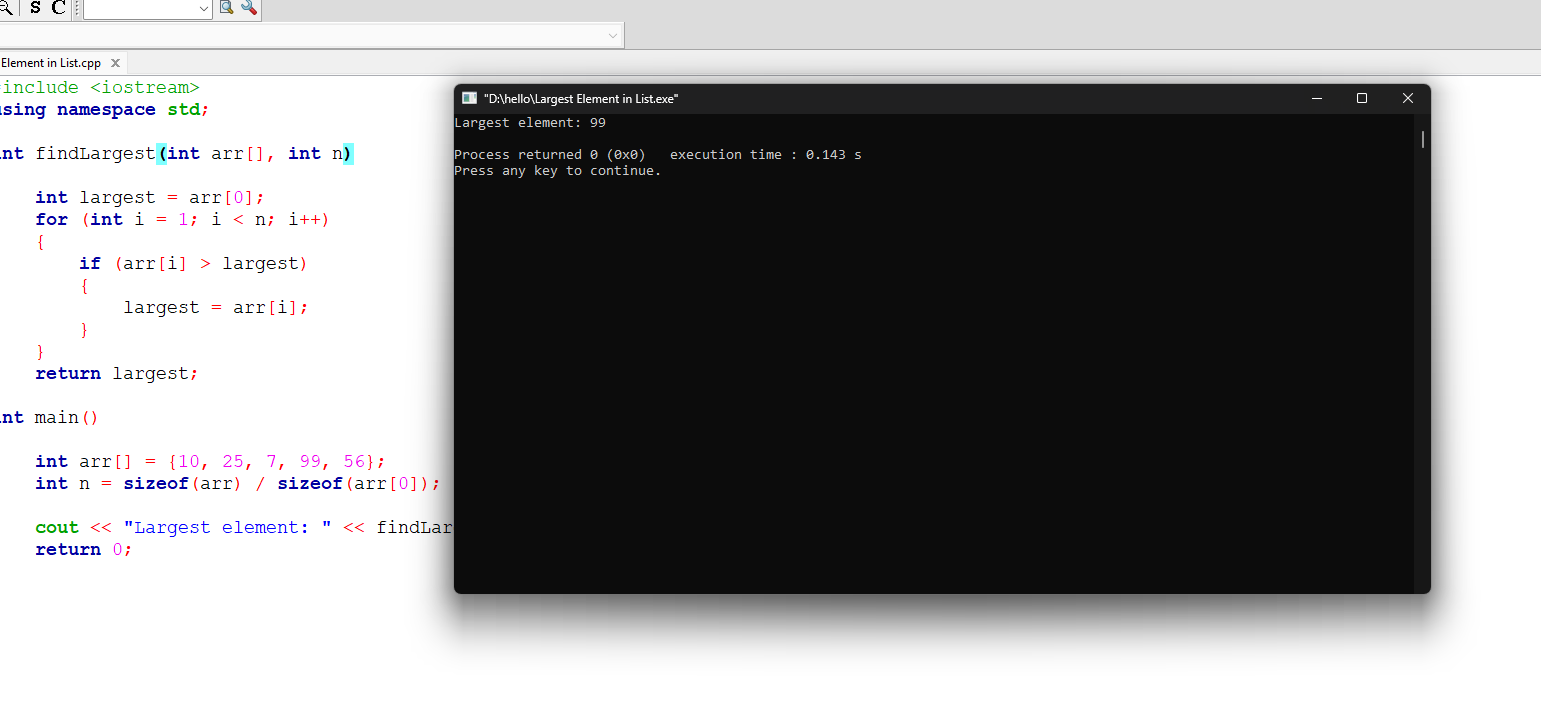 S C
Element in List.cpp
include <iostream>
using namespace std;
int findLargest(int arr[], int n)
int largest = arr[0];
for (int i = 1; i < n; i++)
{
if (arr[i] > largest)
{
largest = arr[i];
}
}
return largest;
int main()
int arr[] = {10, 25, 7, 99, 56};
int n = sizeof(arr) / sizeof(arr[0]);
cout << "Largest element: " << findLar
return 0;
"D:\hello\Largest Element in List.exe"
Largest element: 99
Process returned 0 (0x0)   execution time : 0.143 s
Press any key to continue.